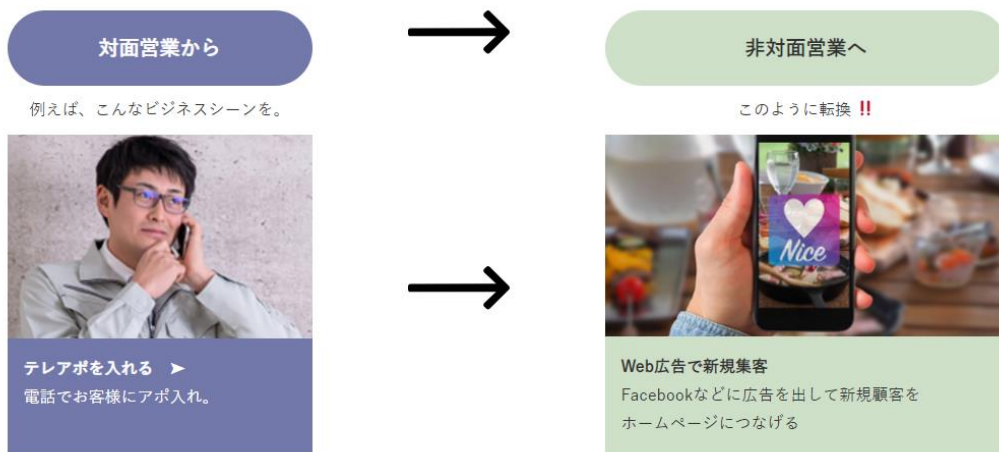 対面営業から
非対面営業へ
例えば、こんなビジネスシーンを。
このように転換 !!
Nice
テレアポを入れる ➤
電話でお客様にアポ入れ。
Web広告で新規集客
Facebookなどに広告を出して新規顧客を
ホームページにつなげる